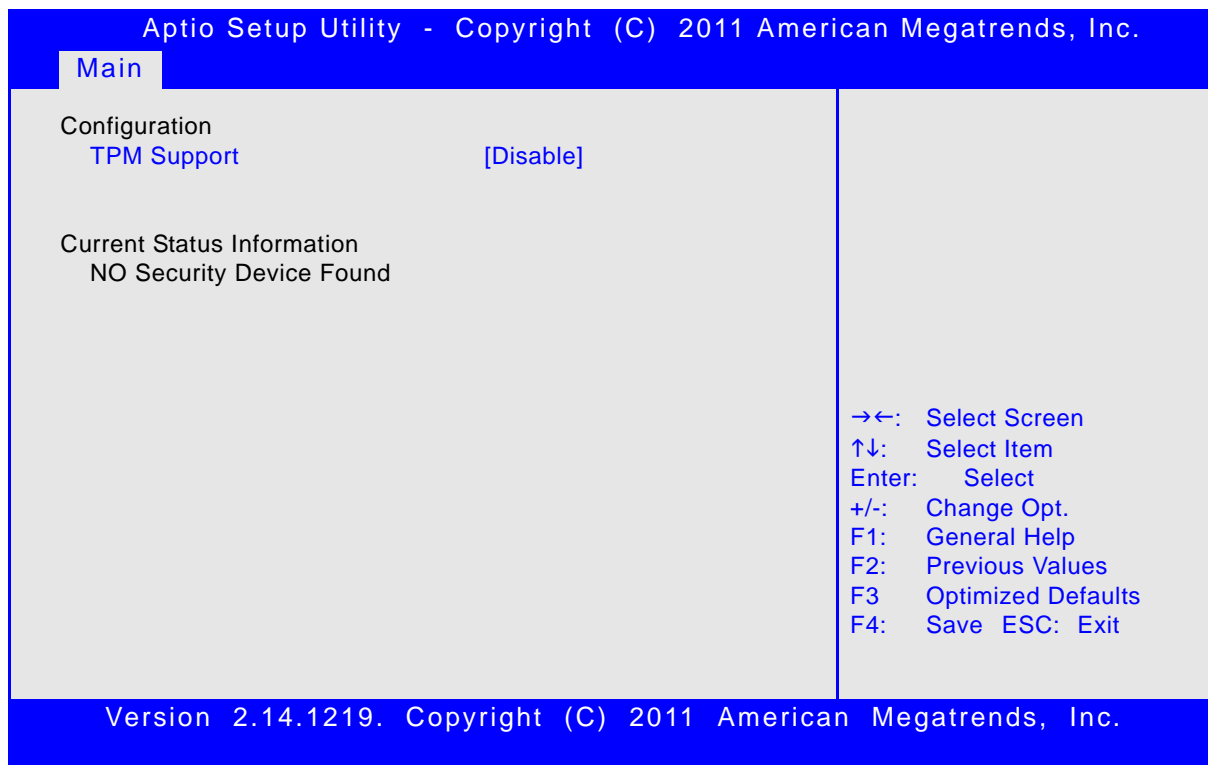 Aptio Setup Utility - Copyright (C) 2011 American Megatrends, Inc.
Main
Configuration
TPM Support [Disable]
Current Status Information
NO Security Device Found
→←: Select Screen
↑↓: Select Item
Enter: Select
+/-: Change Opt.
F1: General Help
F2: Previous Values
F3 Optimized Defaults
F4: Save ESC: Exit
Version 2.14.1219. Copyright (C) 2011 American Megatrends, Inc.